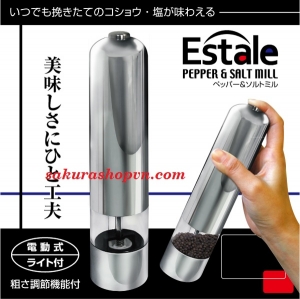 いつでも挽きたてのコショウ・塩が味わえる
Estale
PEPPER & SALT MILL
ペッパー&ソルトミル
美味しさにひと工夫
sakurashopvn.com
電動式
ライト付
粗さ調節機能付